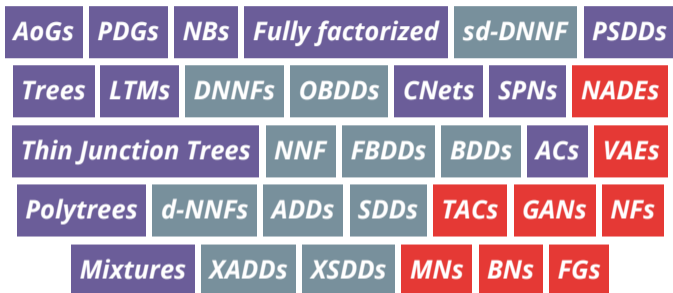 AoGs PDGs NBs Fully factorized sd-DNNF PSDDs
Trees LTMs DNNFs OBDDs CNets SPNs NADEs
Thin Junction Trees NNF FBDDs BDDs ACs VAEs
Polytrees d-NNFs ADDs SDDs TACs GANs NFs
Mixtures XADDs XSDDs MNs BNs FGs